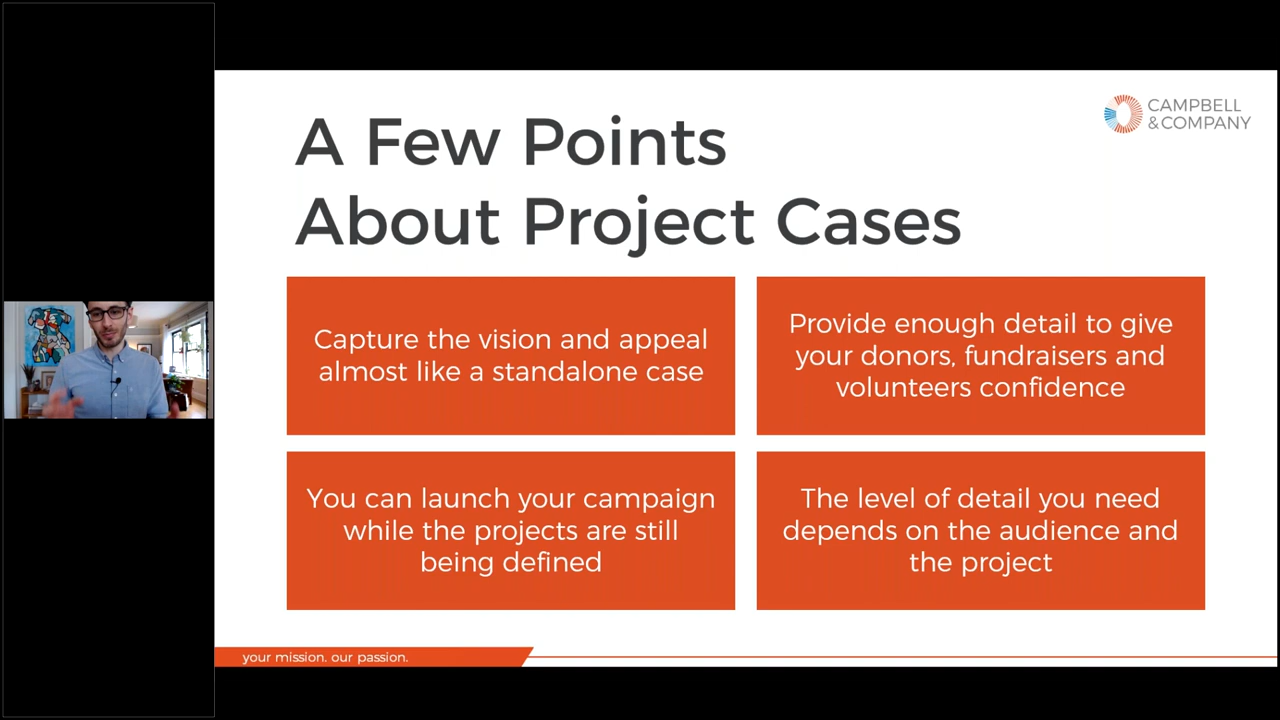 A Few Points
About Project Cases
CAMPBELL
&COMPANY
Capture the vision and appeal
almost like a standalone case
Provide enough detail to give
your donors, fundraisers and
volunteers confidence
You can launch your campaign
while the projects are still
being defined
The level of detail you need
depends on the audience and
the project
your mission. our passion.